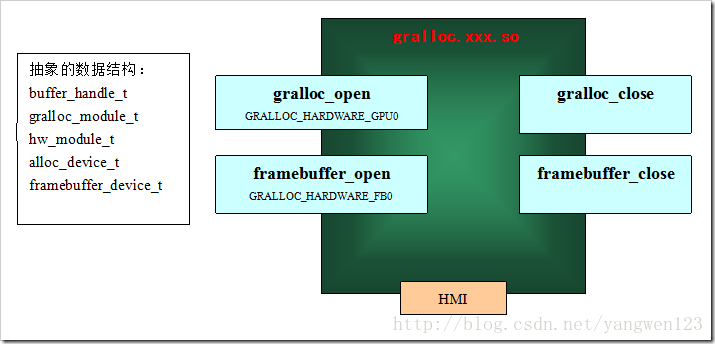 gralloc.xxx.so
抽象的数据结构：
buffer_handle_t
gralloc_module_t
hw_module_t
alloc_device_t
framebuffer_device_t
gralloc_open
GRALLOC_HARDWARE_GPU0
gralloc_close
framebuffer_open
GRALLOC_HARDWARE_FB0
framebuffer_close
HMI
http://blog.csdn.net/yangwen123